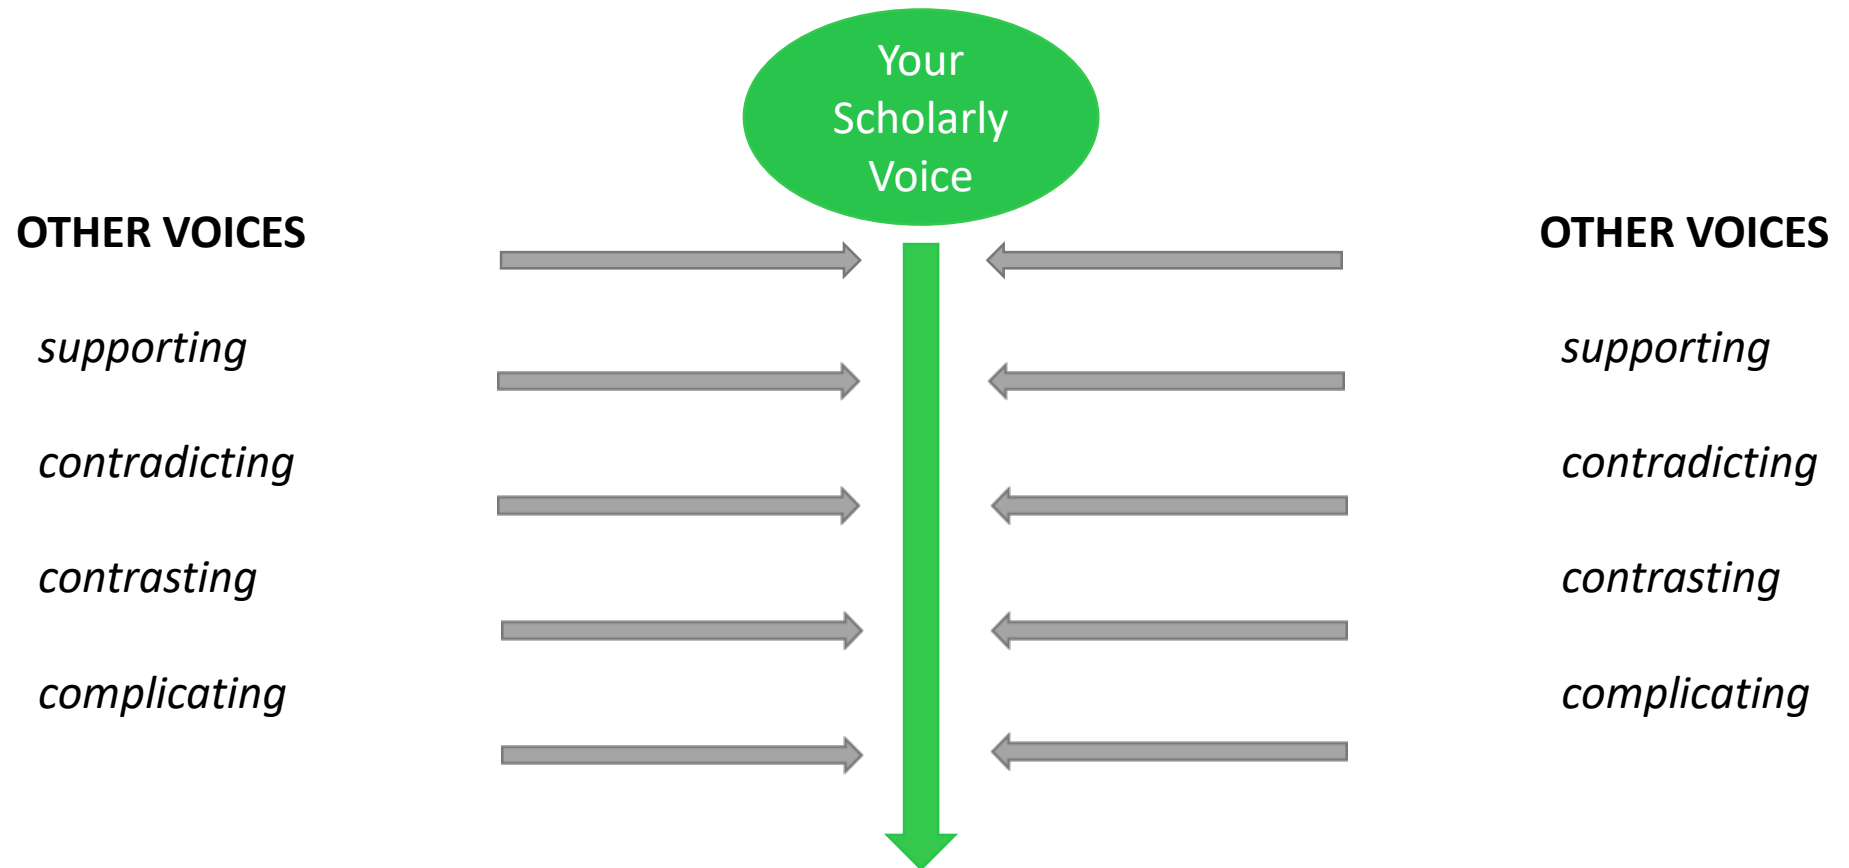 Your
Scholarly
Voice
OTHER VOICES
supporting
contradicting
contrasting
complicating
OTHER VOICES
supporting
contradicting
contrasting
complicating